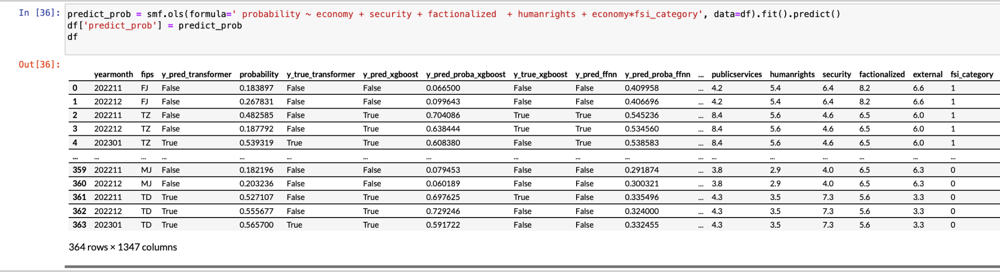 In [36]: predict_prob = smf.ols(formula=' probability ~ economy + security + factionalized  + humanrights + economy*fsi_category', data=df).fit().predict()
df['predict_prob'] = predict_prob
df
Out[36]:
yearmonth fips y_pred_transformer probability y_true_transformer y_pred_xgboost y_pred_proba_xgboost y_true_xgboost y_pred_ffnn y_pred_proba_ffnn ... publicservices humanrights security factionalized external fsi_category
0 202211 FJ False 0.183897 False False 0.066500 False False 0.409958 ... 4.2 5.4 6.4 8.2 6.6 1
1 202212 FJ False 0.267831 False False 0.099643 False False 0.406696 ... 4.2 5.4 6.4 8.2 6.6 1
2 202211 TZ False 0.482585 False True 0.704086 True True 0.545236 ... 8.4 5.6 4.6 6.5 6.0 1
3 202212 TZ False 0.187792 False True 0.638444 True True 0.534560 ... 8.4 5.6 4.6 6.5 6.0 1
4 202301 TZ True 0.539319 True True 0.608380 False True 0.538583 ... 8.4 5.6 4.6 6.5 6.0 1
... ... ... ... ... ... ... ... ... ... ... ... ... ... ... ... ...
359 202211 MJ False 0.182196 False False 0.079453 False False 0.291874 ... 3.8 2.9 4.0 6.5 6.3 0
360 202212 MJ False 0.203236 False False 0.060189 False False 0.300321 ... 3.8 2.9 4.0 6.5 6.3 0
361 202211 TD True 0.527107 False True 0.697625 True False 0.335496 ... 4.3 3.5 7.3 5.6 3.3 0
362 202212 TD True 0.555677 False True 0.729246 False False 0.324000 ... 4.3 3.5 7.3 5.6 3.3 0
363 202301 TD True 0.565700 True True 0.591722 False False 0.332455 ... 4.3 3.5 7.3 5.6 3.3 0
364 rows × 1347 columns